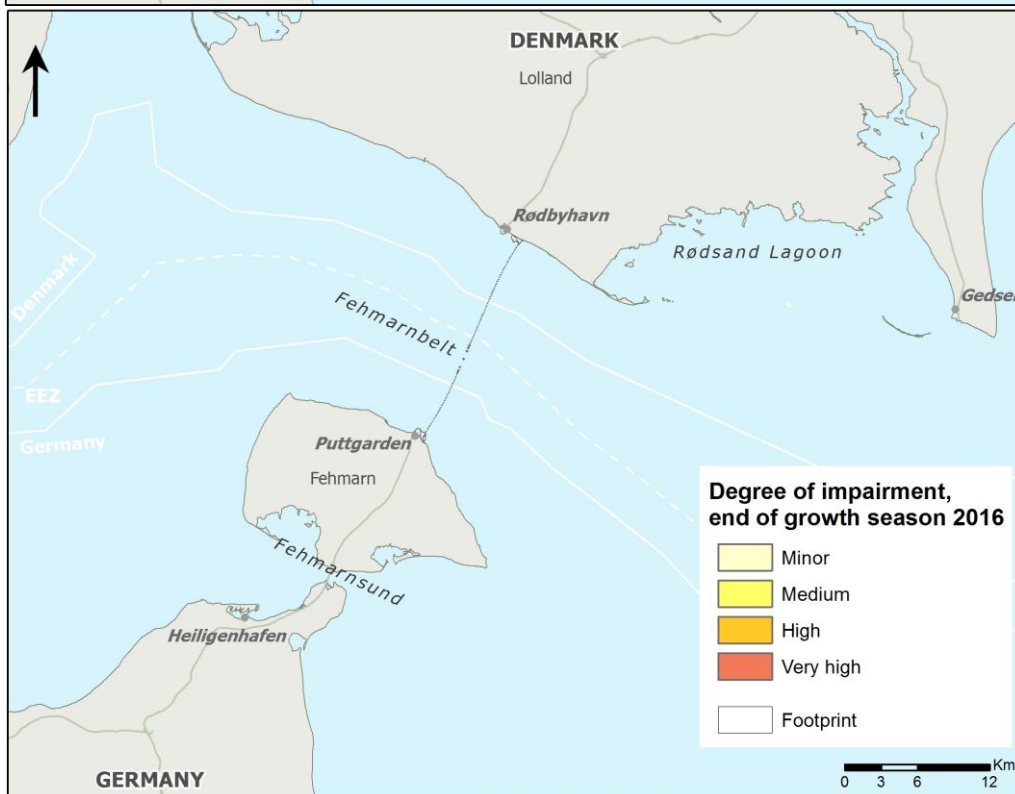 DENMARK
Lolland
Rødbyhavn
Rødsand Lagoon
Gedser
Denmark
Fehmarnbelt
EEZ
Germany
Puttgarden
Fehmarn
Fehmarnsund
Heiligenhafen
GERMANY
Degree of impairment,
end of growth season 2016
Minor
Medium
High
Very high
Footprint
Km
0 3 6 12